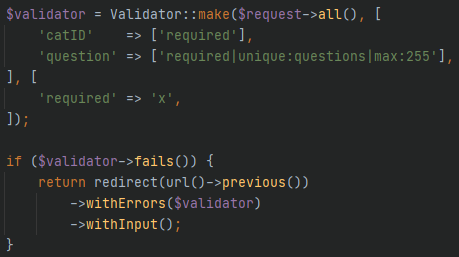 $validator = Validator::make($request->all(), [
    'catID'    => ['required'],
    'question' => ['required|unique:questions|max:255'],
], [
    'required' => 'x',
]);

if ($validator->fails()) {
    return redirect(url()->previous())
        ->withErrors($validator)
        ->withInput();
}